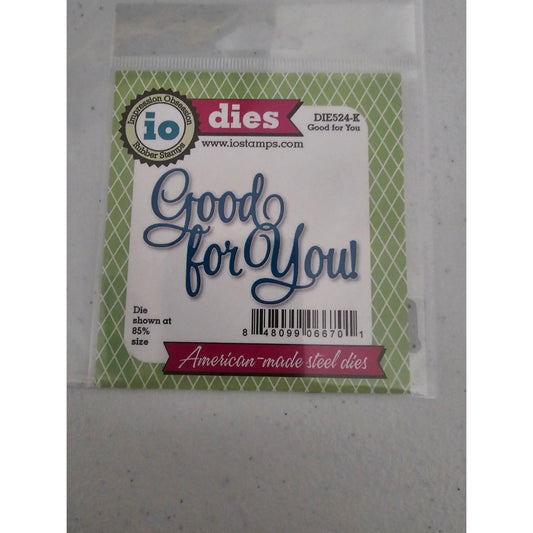 Impression Obsession
io
Rubber Stamps
dies
DIE524-K
Good for You
www.iostamps.com
Good
for You!
Die
shown at
85%
size
8 48099 06670 1
American-made steel dies